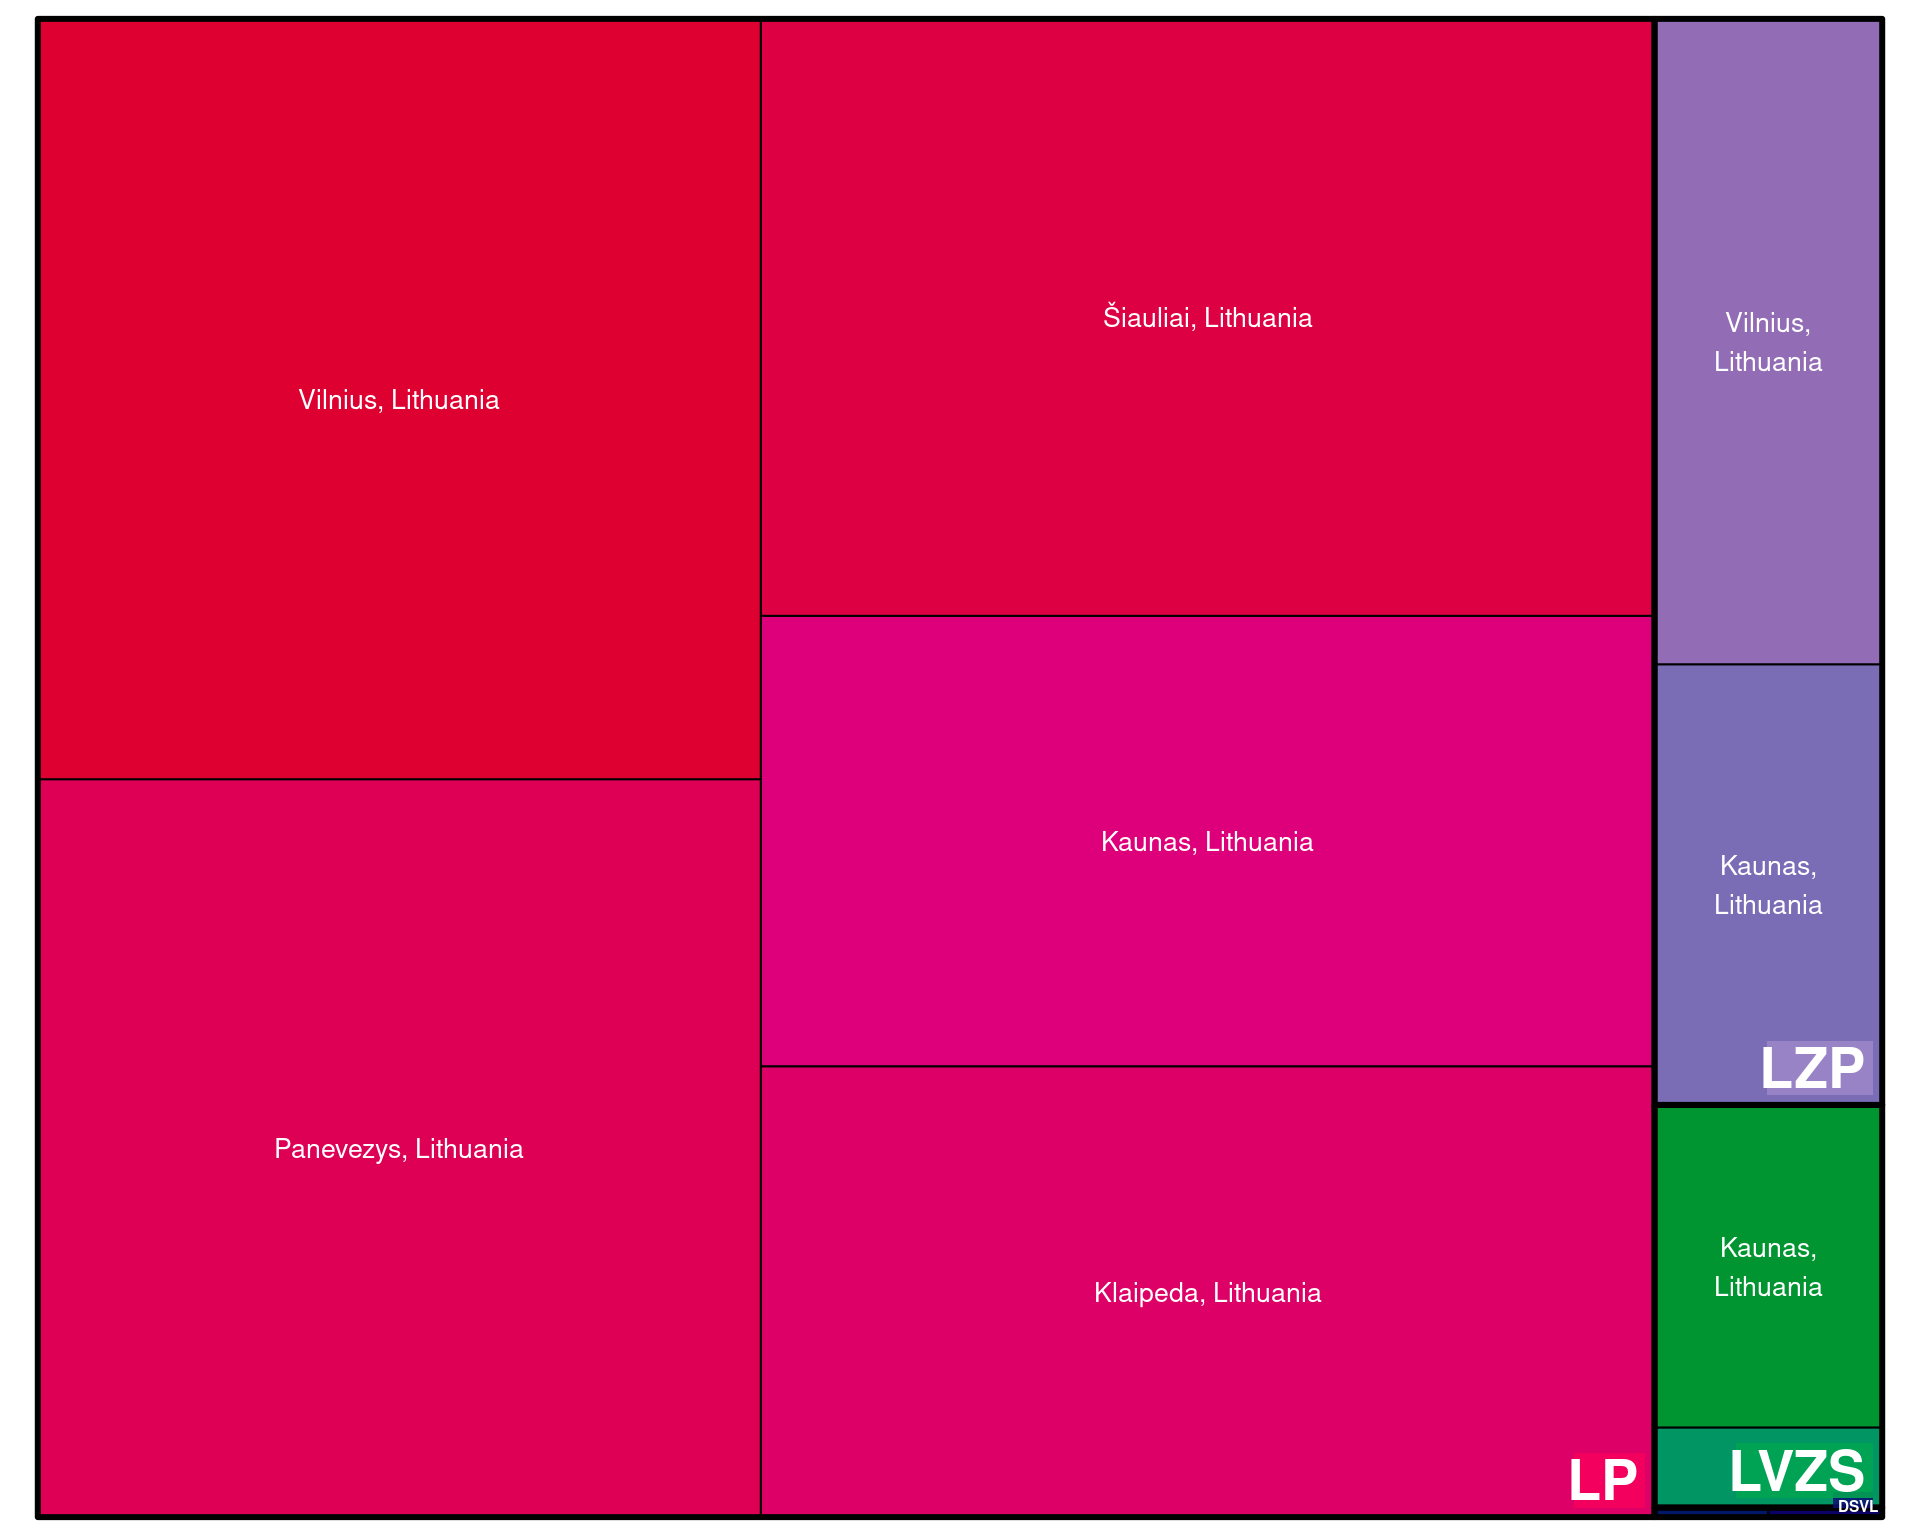 Vilnius, Lithuania
Panevezys, Lithuania
Šiauliai, Lithuania
Kaunas, Lithuania
Klaipeda, Lithuania
LP
Vilnius,
Lithuania
Kaunas,
Lithuania
LZP
Kaunas,
Lithuania
LVZS
DSVL